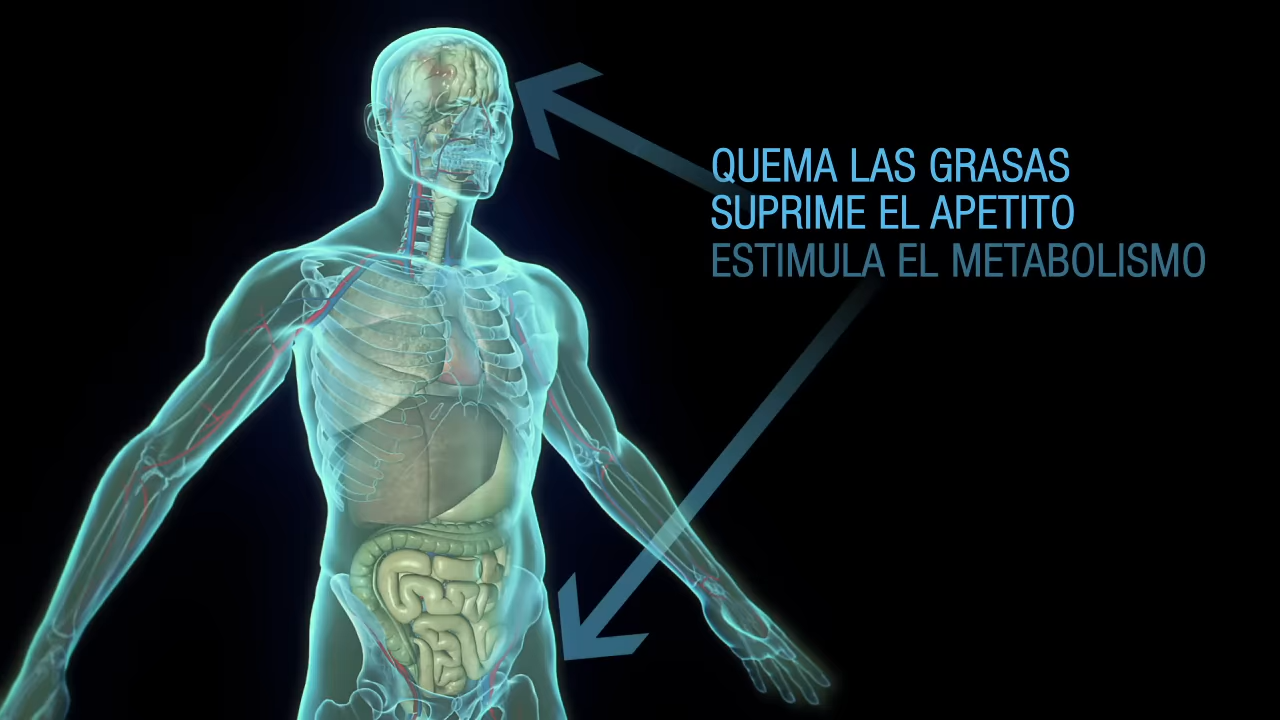 QUEMA LAS GRASAS
SUPRIME EL APETITO
ESTIMULA EL METABOLISMO